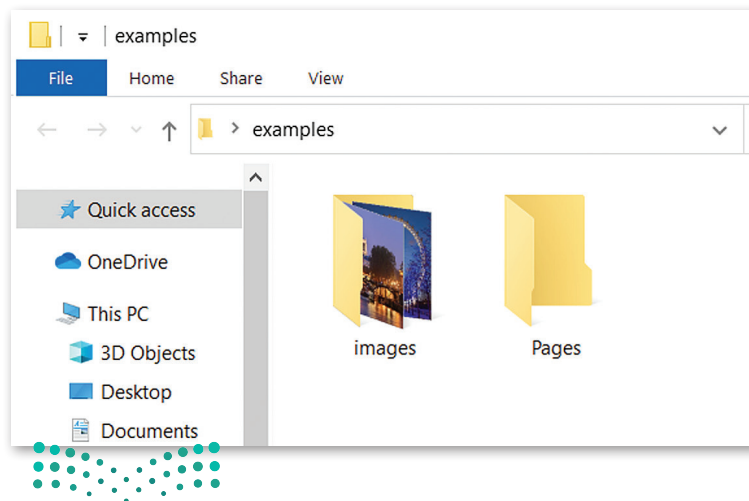 examples
File Home Share View
examples
Quick access
OneDrive
This PC
3D Objects
Desktop
Documents
images Pages